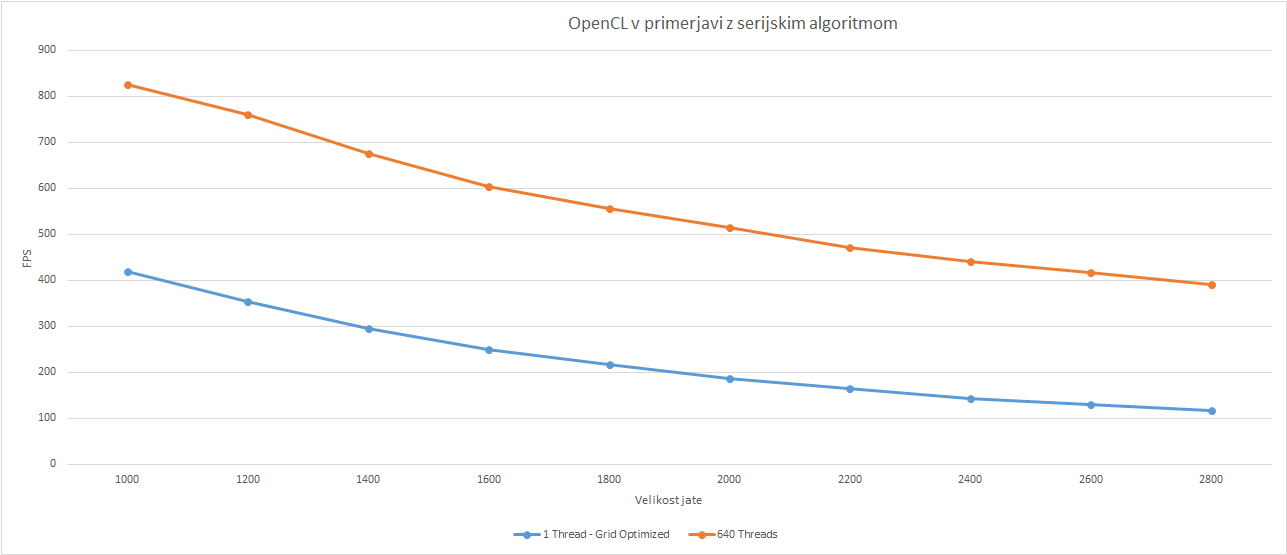 OpenCL v primerjavi z serijskim algoritmom
900
800
700
600
500
400
300
200
100
0
FPS
1000 1200 1400 1600 1800 2000 2200 2400 2600 2800
Velikost jate
1 Thread - Grid Optimized 640 Threads